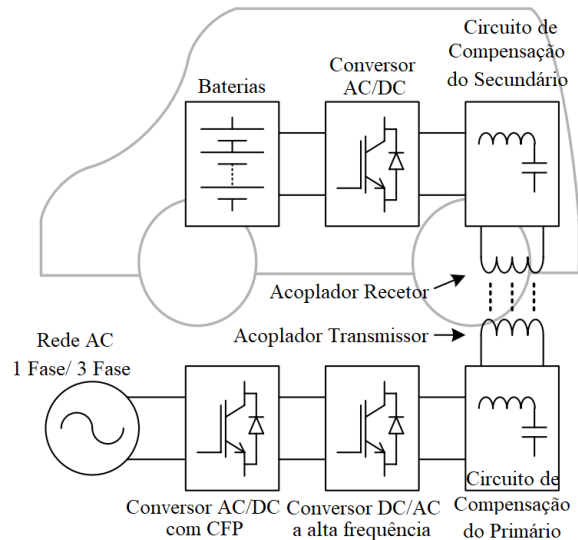 Circuito de
Compensação
do Secundário
Conversor
AC/DC
Baterias
Acoplador Recetor
Acoplador Transmissor
Rede AC
1 Fase/ 3 Fase
Conversor AC/DC
com CFP
Conversor DC/AC
a alta frequência
Circuito de
Compensação
do Primário